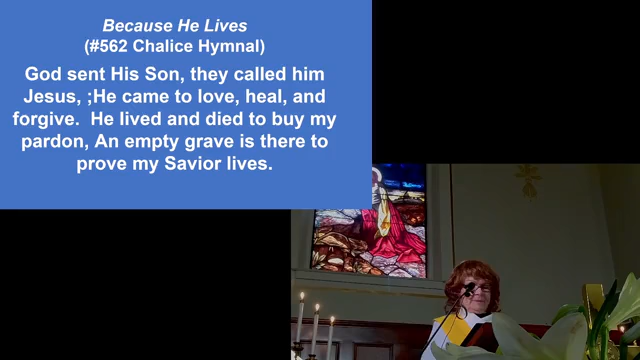 Because He Lives
(#562 Chalice Hymnal)
God sent His Son, they called him
Jesus, ;He came to love, heal, and
forgive.  He lived and died to buy my
pardon, An empty grave is there to
prove my Savior lives.